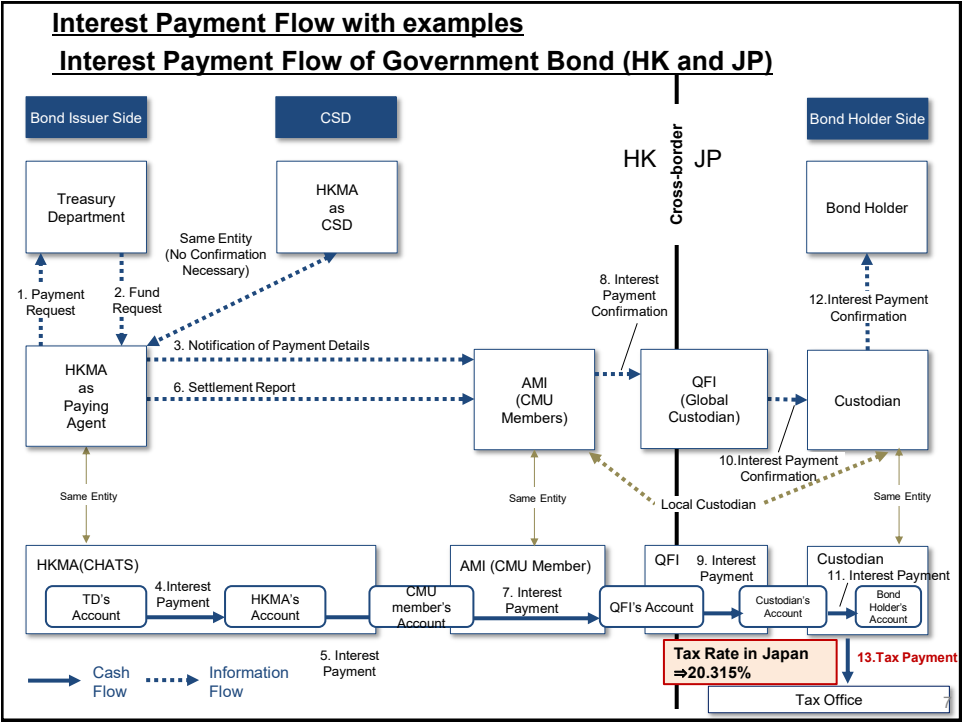 Interest Payment Flow with examples
Interest Payment Flow of Government Bond (HK and JP)
Bond Issuer Side
CSD
Bond Holder Side
HK
JP
Cross-border
Treasury
Department
HKMA
as
CSD
Bond Holder
Same Entity
(No Confirmation
Necessary)
1. Payment
Request
2. Fund
Request
8. Interest
Payment
Confirmation
12.Interest Payment
Confirmation
3. Notification of Payment Details
6. Settlement Report
HKMA
as
Paying
Agent
AMI
(CMU
Members)
QFI
(Global
Custodian)
Custodian
10.Interest Payment
Confirmation
Same Entity
Same Entity
Local Custodian
Same Entity
HKMA(CHATS)
AMI (CMU Member)
QFI
Custodian
4.Interest
Payment
7. Interest
Payment
9. Interest
Payment
11. Interest Payment
TD's
Account
HKMA's
Account
CMU
member's
Account
QFI's Account
Custodian's
Account
Bond
Holder's
Account
5. Interest
Payment
Tax Rate in Japan
⇒20.315%
13.Tax Payment
Cash
Flow
Information
Flow
Tax Office
7